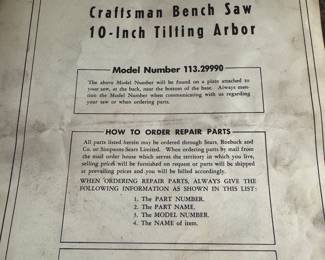 Craftsman Bench Saw
10-Inch Tilting Arbor
Model Number 113.29990
The above Model Number will be found on a plate attached to
your saw, at the back, near the bottom of the base. Always men-
tion the Model Number when communicating with us regarding
your saw or when ordering parts.
HOW TO ORDER REPAIR PARTS
All parts listed herein may be ordered through Sears, Roebuck and
Co. or Simpsons-Sears Limited. When ordering parts by mail from
the mail order house which serves the territory in which you live,
selling prices will be furnished on request or parts will be shipped
at prevailing prices and you will be billed accordingly.
WHEN ORDERING REPAIR PARTS, ALWAYS GIVE THE
FOLLOWING INFORMATION AS SHOWN IN THIS LIST:
1. The PART NUMBER.
2. The PART NAME.
3. The MODEL NUMBER.
4. The NAME of item.